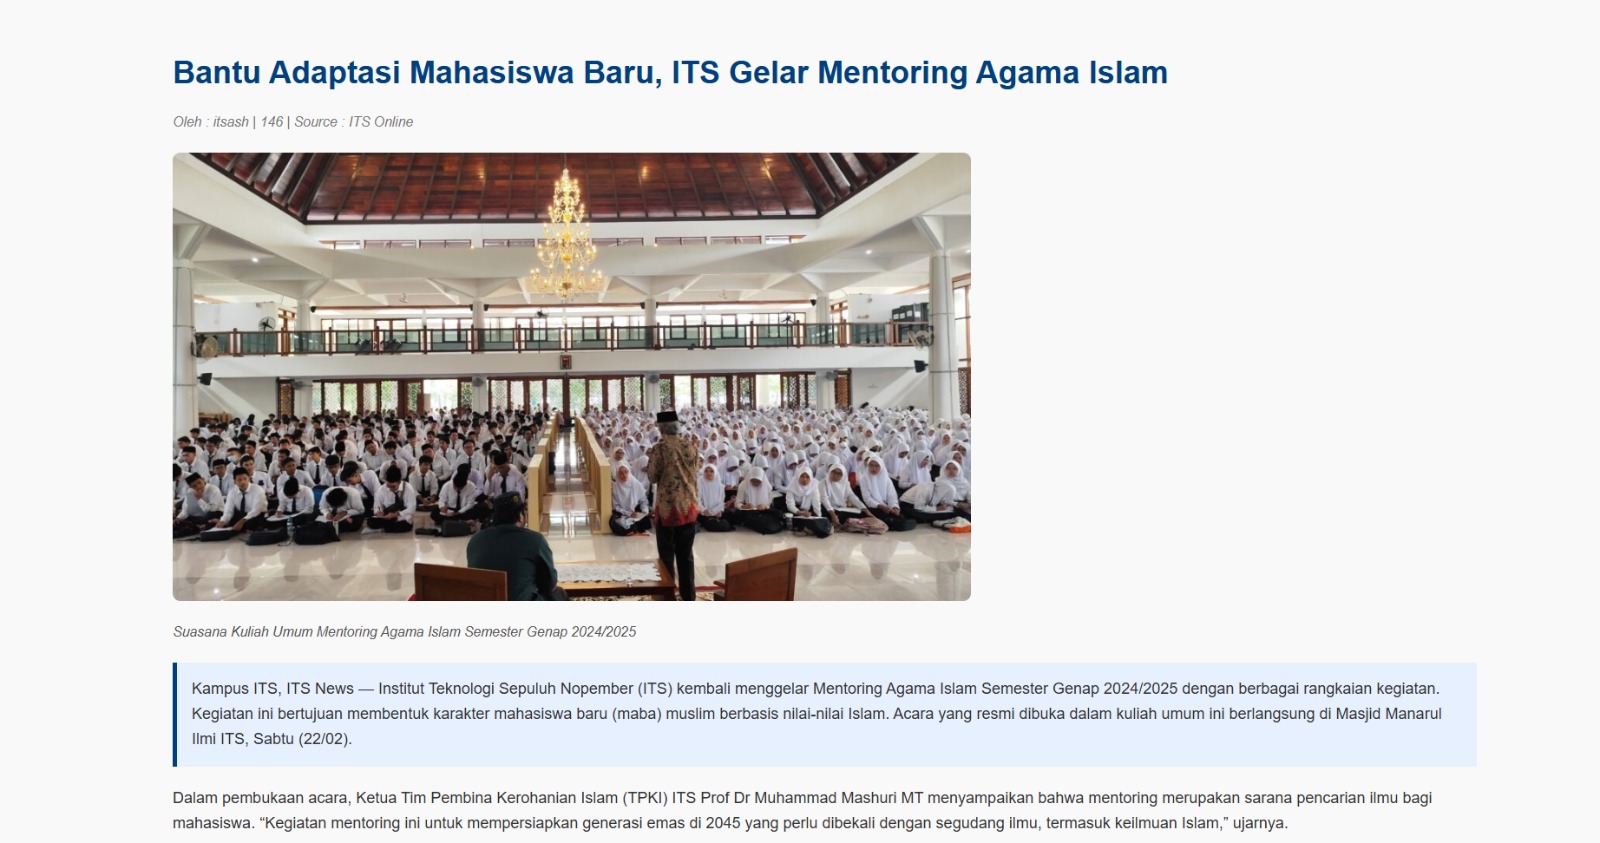 Bantu Adaptasi Mahasiswa Baru, ITS Gelar Mentoring Agama Islam
Oleh : itsash | 146 | Source : ITS Online
Suasana Kuliah Umum Mentoring Agama Islam Semester Genap 2024/2025
Kampus ITS, ITS News — Institut Teknologi Sepuluh Nopember (ITS) kembali menggelar Mentoring Agama Islam Semester Genap 2024/2025 dengan berbagai rangkaian kegiatan.
Kegiatan ini bertujuan membentuk karakter mahasiswa baru (maba) muslim berbasis nilai-nilai Islam. Acara yang resmi dibuka dalam kuliah umum ini berlangsung di Masjid Manarul
Ilmi ITS, Sabtu (22/02).
Dalam pembukaan acara, Ketua Tim Pembina Kerohanian Islam (TPKI) ITS Prof Dr Muhammad Mashuri MT menyampaikan bahwa mentoring merupakan sarana pencarian ilmu bagi
mahasiswa. “Kegiatan mentoring ini untuk mempersiapkan generasi emas di 2045 yang perlu dibekali dengan segudang ilmu, termasuk keilmuan Islam,” ujarnya.